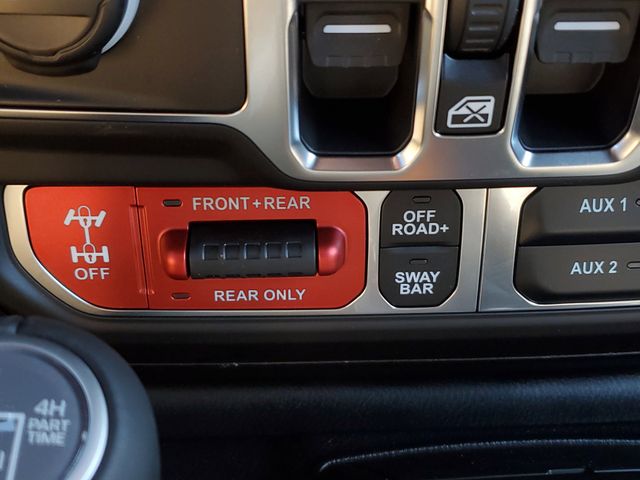 FRONT+REAR
OFF
REAR ONLY
OFF
ROAD+
SWAY
BAR
AUX 1
AUX 2
4H
PART
TIME